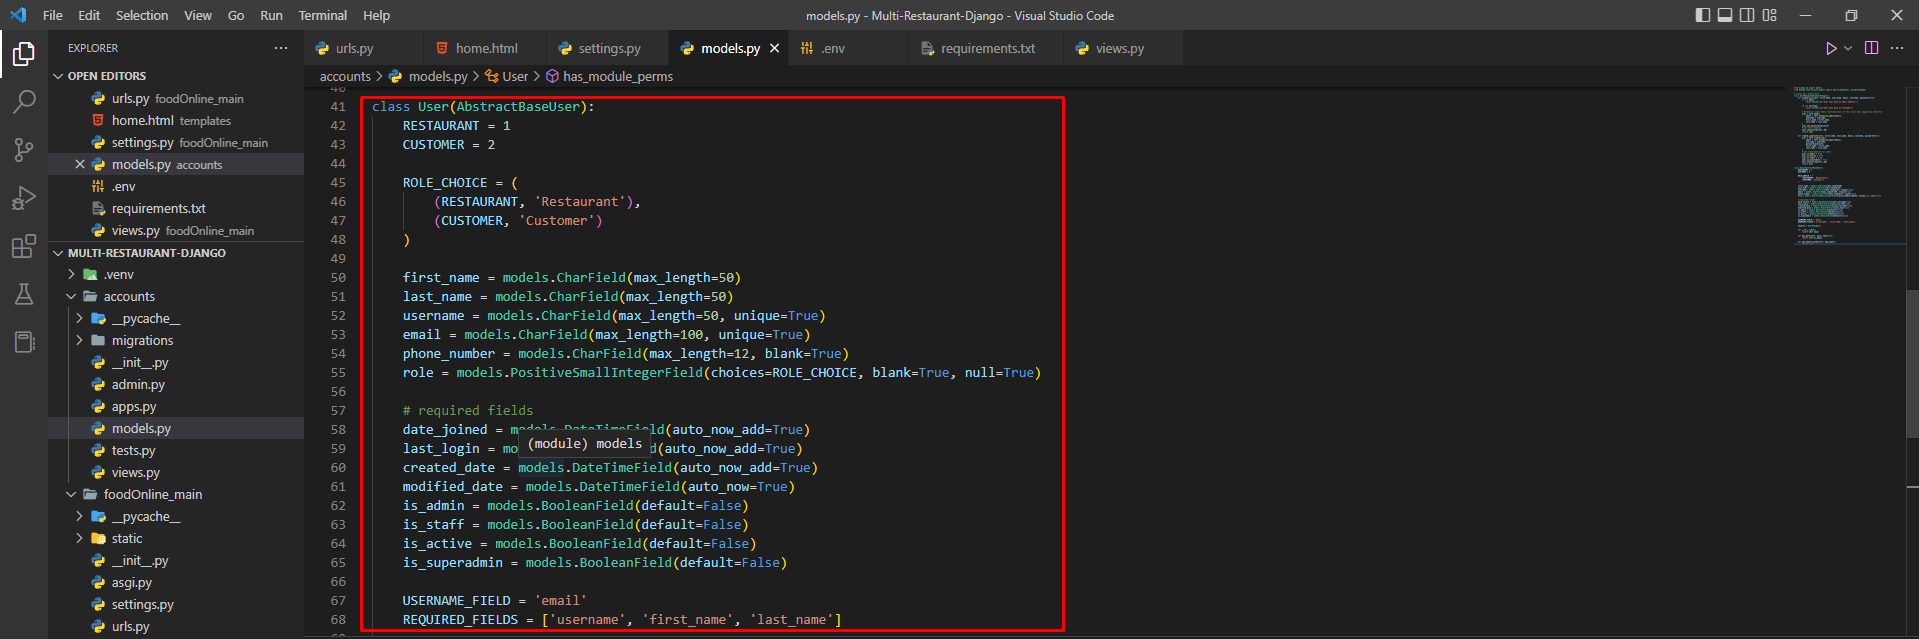 File Edit Selection View Go Run Terminal Help
models.py - Multi-Restaurant-Django - Visual Studio Code
EXPLORER
OPEN EDITORS
urls.py foodOnline_main
home.html templates
settings.py foodOnline_main
models.py accounts
.env
requirements.txt
views.py foodOnline_main
MULTI-RESTAURANT-DJANGO
.venv
accounts
__pycache__
migrations
__init__.py
admin.py
apps.py
models.py
tests.py
views.py
foodOnline_main
__pycache__
static
__init__.py
asgi.py
settings.py
urls.py
urls.py home.html settings.py models.py .env requirements.txt views.py
accounts > models.py > User > has_module_perms
40
41 class User(AbstractBaseUser):
42 RESTAURANT = 1
43 CUSTOMER = 2
44
45 ROLE_CHOICE = (
46 (RESTAURANT, 'Restaurant'),
47 (CUSTOMER, 'Customer')
48 )
49
50 first_name = models.CharField(max_length=50)
51 last_name = models.CharField(max_length=50)
52 username = models.CharField(max_length=50, unique=True)
53 email = models.CharField(max_length=100, unique=True)
54 phone_number = models.CharField(max_length=12, blank=True)
55 role = models.PositiveSmallIntegerField(choices=ROLE_CHOICE, blank=True, null=True)
56
57 # required fields
58 date_joined = models.DateTimeField(auto_now_add=True)
(module) models
59 last_login = mo d(auto_now_add=True)
60 created_date = models.DateTimeField(auto_now_add=True)
61 modified_date = models.DateTimeField(auto_now=True)
62 is_admin = models.BooleanField(default=False)
63 is_staff = models.BooleanField(default=False)
64 is_active = models.BooleanField(default=False)
65 is_superadmin = models.BooleanField(default=False)
66
67 USERNAME_FIELD = 'email'
68 REQUIRED_FIELDS = ['username', 'first_name', 'last_name']